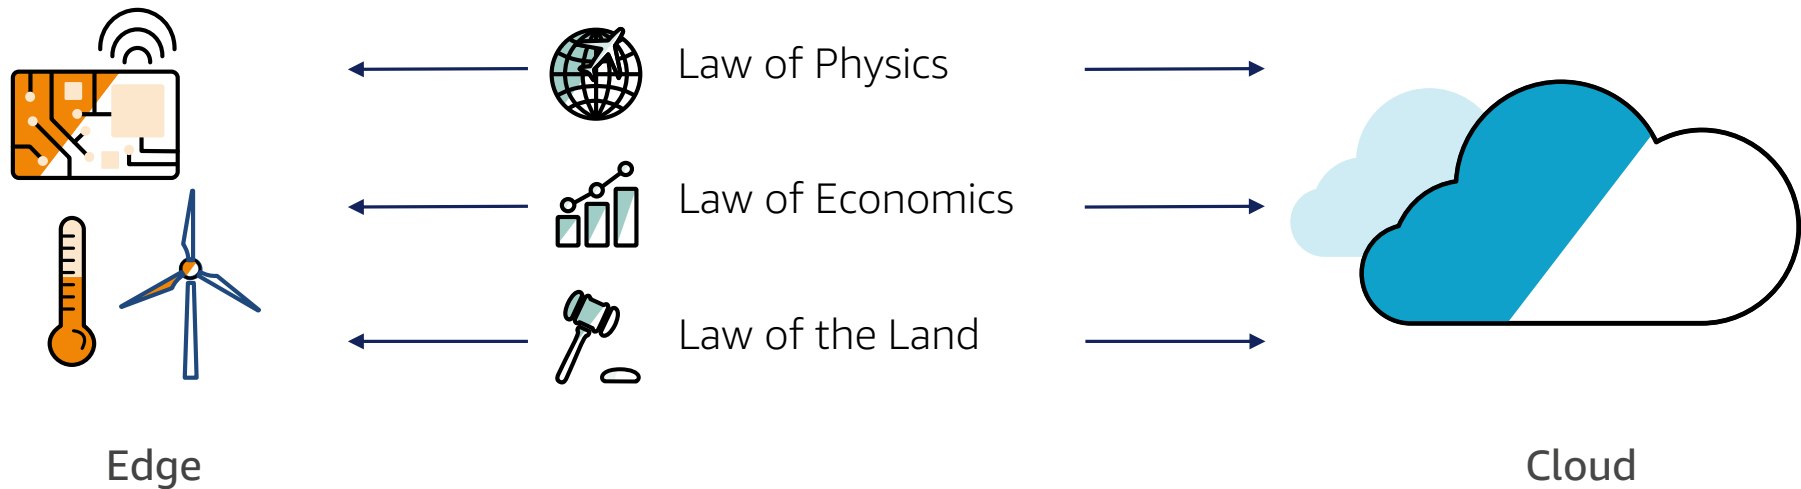 Law of Physics
Law of Economics
Law of the Land
Edge
Cloud